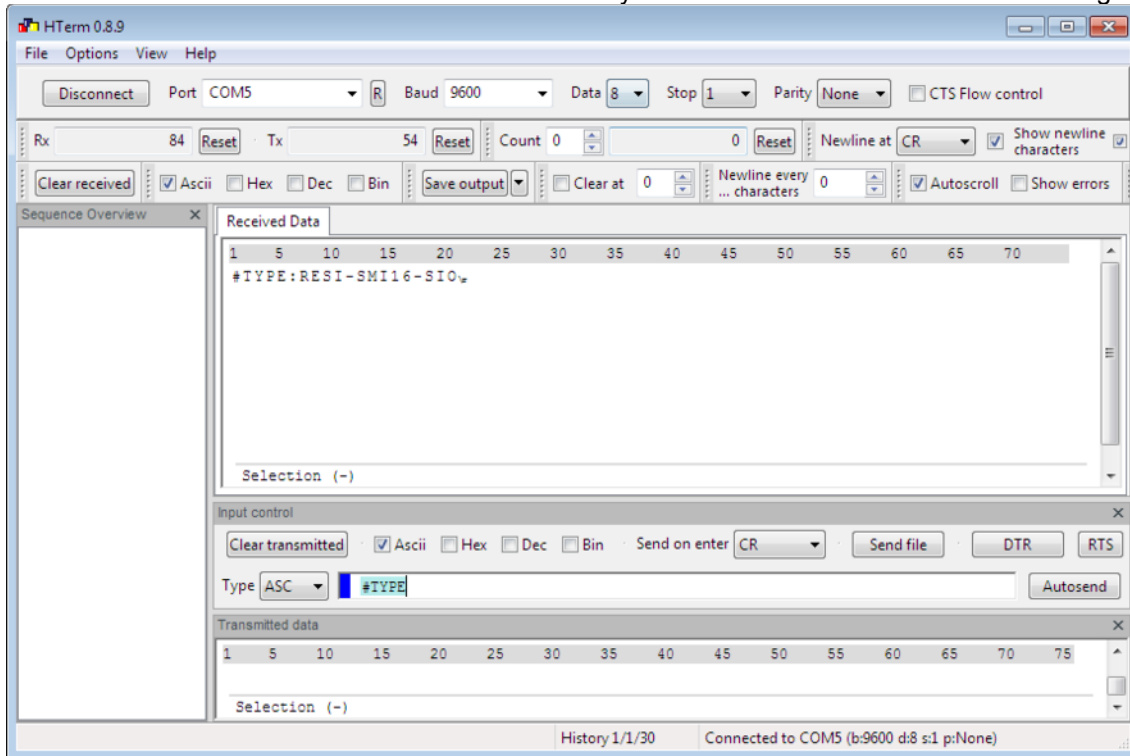 HTerm 0.8.9
File Options View Help
Disconnect Port COM5 R Baud 9600 Data 8 Stop 1 Parity None CTS Flow control
Rx 84 Reset Tx 54 Reset Count 0 0 Reset Newline at CR Show newline characters
Clear received Ascii Hex Dec Bin Save output Clear at 0 Newline every ... characters 0 Autoscroll Show errors
Sequence Overview Received Data
1 5 10 15 20 25 30 35 40 45 50 55 60 65 70
#TYPE:RESI-SMI16-SIO
Selection (-)
Input control
Clear transmitted Ascii Hex Dec Bin Send on enter CR Send file DTR RTS
Type ASC #TYPE Autosend
Transmitted data
1 5 10 15 20 25 30 35 40 45 50 55 60 65 70 75
Selection (-)
History 1/1/30 Connected to COM5 (b:9600 d:8 s:1 p:None)